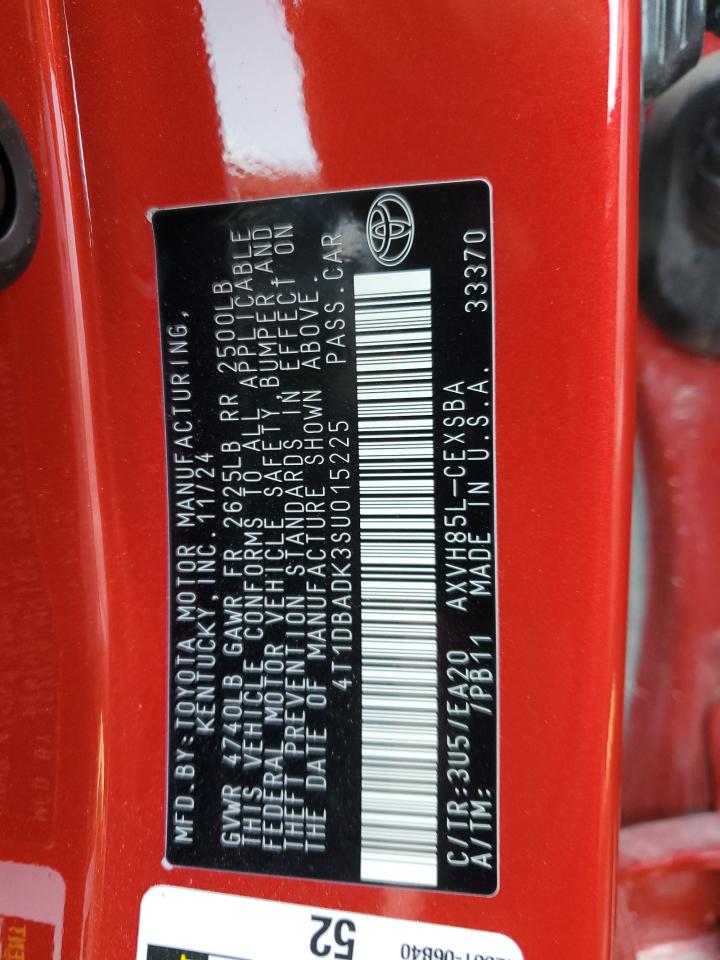 MFD.BY:TOYOTA MOTOR MANUFACTURING,
KENTUCKY, INC. 11/24
GVWR 4740LB GAWR FR 2625LB RR 2500LB
THIS VEHICLE CONFORMS TO ALL APPLICABLE
FEDERAL MOTOR VEHICLE SAFETY, BUMPER AND
THEFT PREVENTION STANDARDS IN EFFECT ON
THE DATE OF MANUFACTURE SHOWN ABOVE.
4T1DBADK3SU015225 PASS.CAR
C/TR:3U5/EA20 AXVH85L-CEXSBA
A/TM: /PB11 MADE IN U.S.A. 33370
52